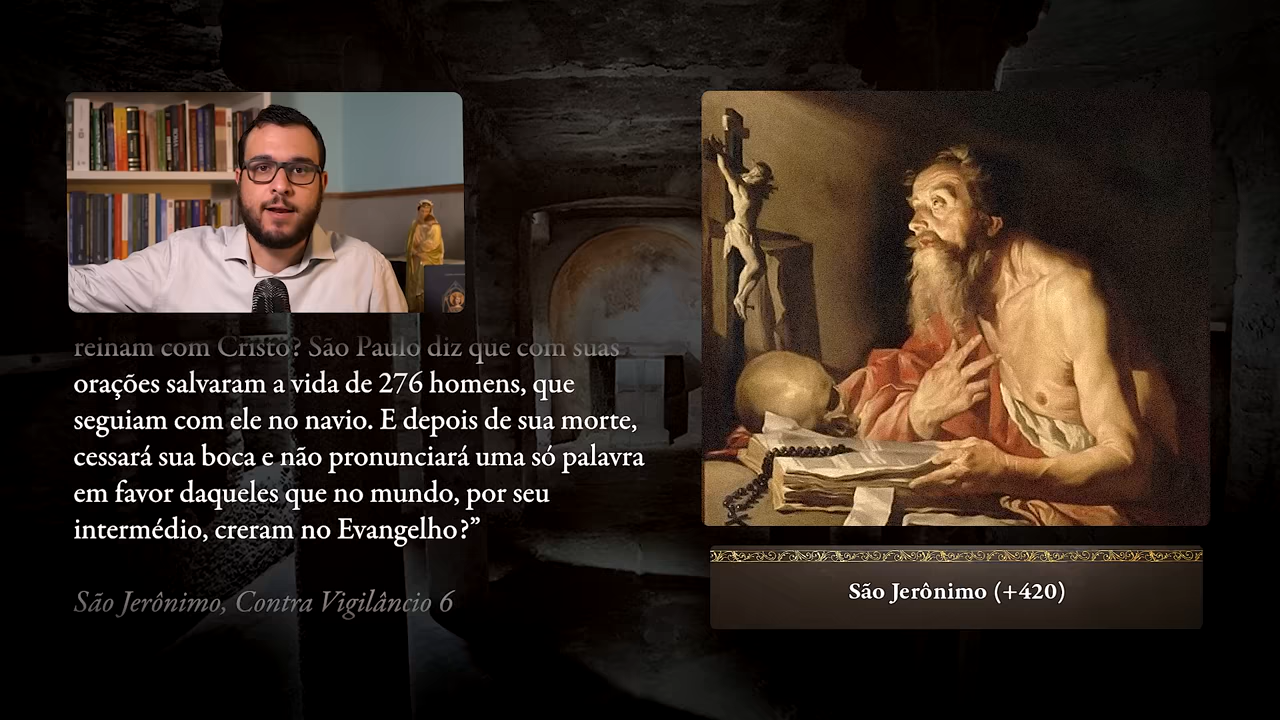 reinam com Cristo? São Paulo diz que com suas
orações salvaram a vida de 276 homens, que
seguiam com ele no navio. E depois de sua morte,
cessará sua boca e não pronunciará uma só palavra
em favor daqueles que no mundo, por seu
intermédio, creram no Evangelho?”
São Jerônimo, Contra Vigilâncio 6
São Jerônimo (+420)